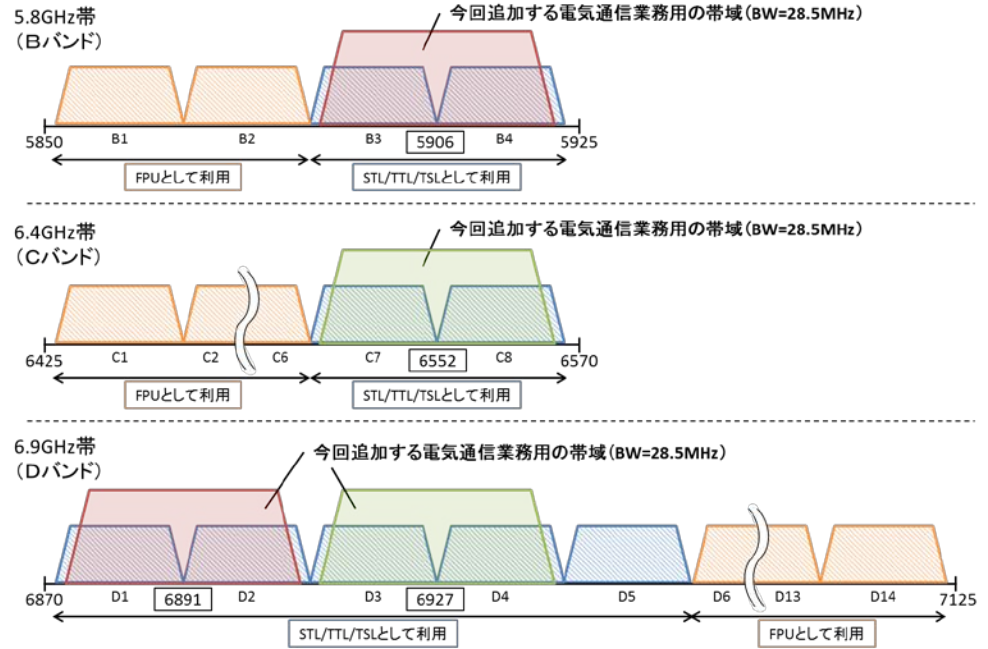 5.8GHz帯
(Bバンド)
今回追加する電気通信業務用の帯域(BW=28.5MHz)
5850 B1 B2 B3 5906 B4 5925
FPUとして利用 STL/TTL/TSLとして利用
6.4GHz帯
(Cバンド)
今回追加する電気通信業務用の帯域(BW=28.5MHz)
6425 C1 C2 C6 C7 6552 C8 6570
FPUとして利用 STL/TTL/TSLとして利用
6.9GHz帯
(Dバンド)
今回追加する電気通信業務用の帯域(BW=28.5MHz)
6870 D1 6891 D2 D3 6927 D4 D5 D6 D13 D14 7125
STL/TTL/TSLとして利用 FPUとして利用